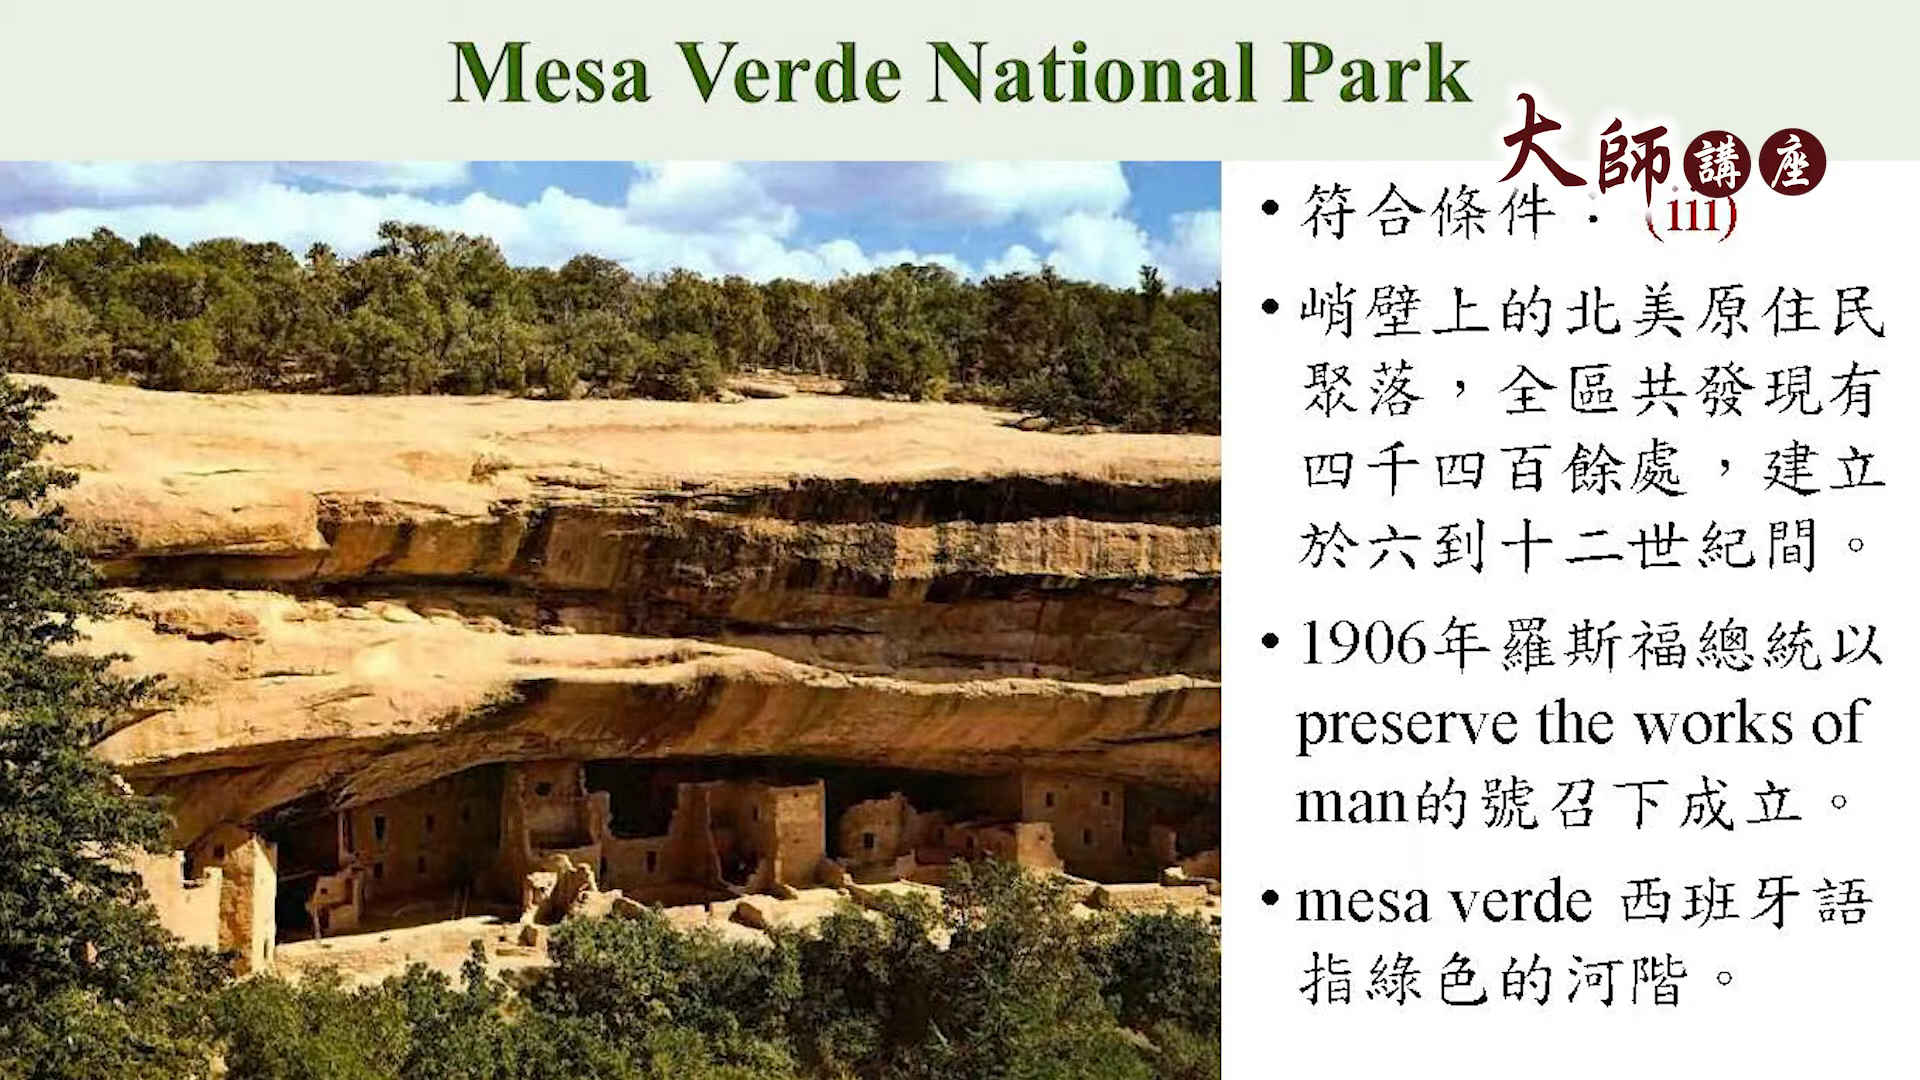 Mesa Verde National Park
大師講座
• 符合條件：(iii)
• 峭壁上的北美原住民
聚落，全區共發現有
四千四百餘處，建立
於六到十二世紀間。
• 1906年羅斯福總統以
preserve the works of
man的號召下成立。
• mesa verde 西班牙語
指綠色的河階。